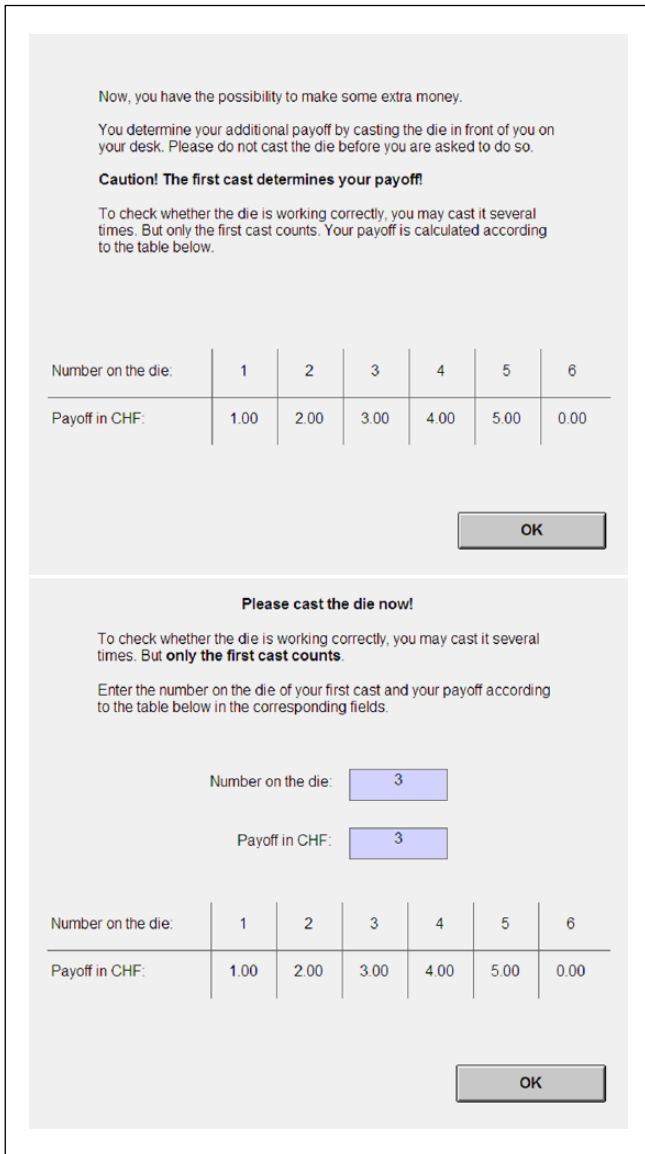 Now, you have the possibility to make some extra money.
You determine your additional payoff by casting the die in front of you on
your desk. Please do not cast the die before you are asked to do so.
Caution! The first cast determines your payoff!
To check whether the die is working correctly, you may cast it several
times. But only the first cast counts. Your payoff is calculated according
to the table below.
Number on the die: 1 2 3 4 5 6
Payoff in CHF: 1.00 2.00 3.00 4.00 5.00 0.00
OK
Please cast the die now!
To check whether the die is working correctly, you may cast it several
times. But only the first cast counts.
Enter the number on the die of your first cast and your payoff according
to the table below in the corresponding fields.
Number on the die: 3
Payoff in CHF: 3
Number on the die: 1 2 3 4 5 6
Payoff in CHF: 1.00 2.00 3.00 4.00 5.00 0.00
OK